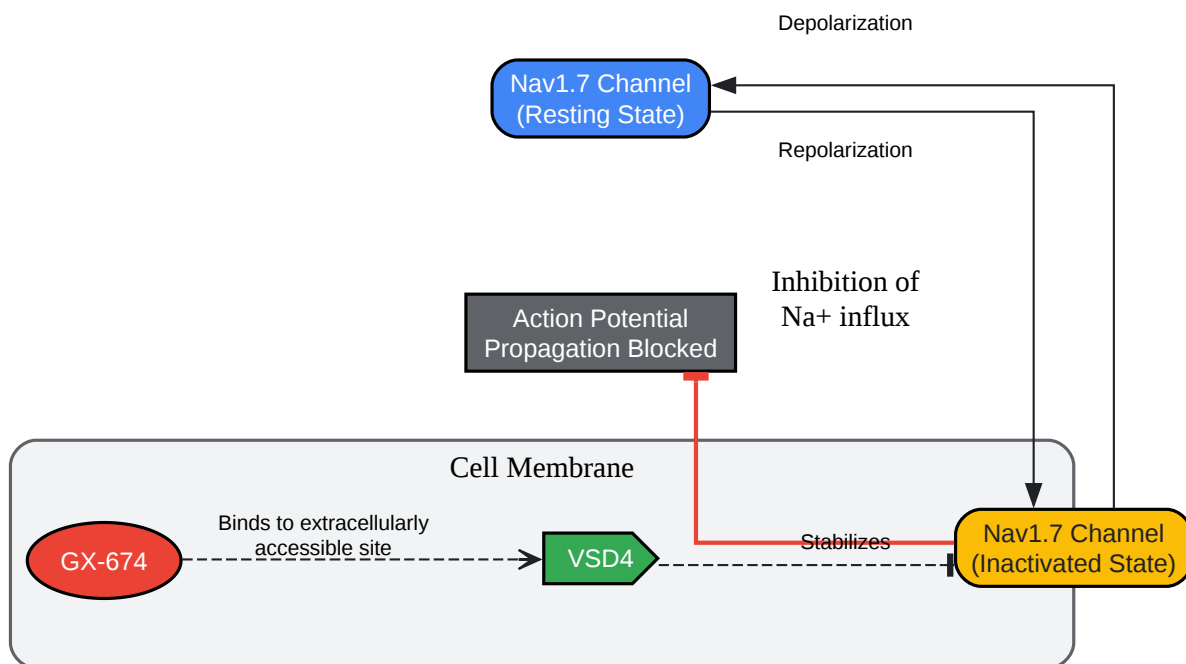 Depolarization
Nav1.7 Channel
(Resting State)
Repolarization
Inhibition of
Na+ influx
Action Potential
Propagation Blocked
Cell Membrane
Binds to extracellularly
accessible site
GX-674
VSD4
Stabilizes
Nav1.7 Channel
(Inactivated State)